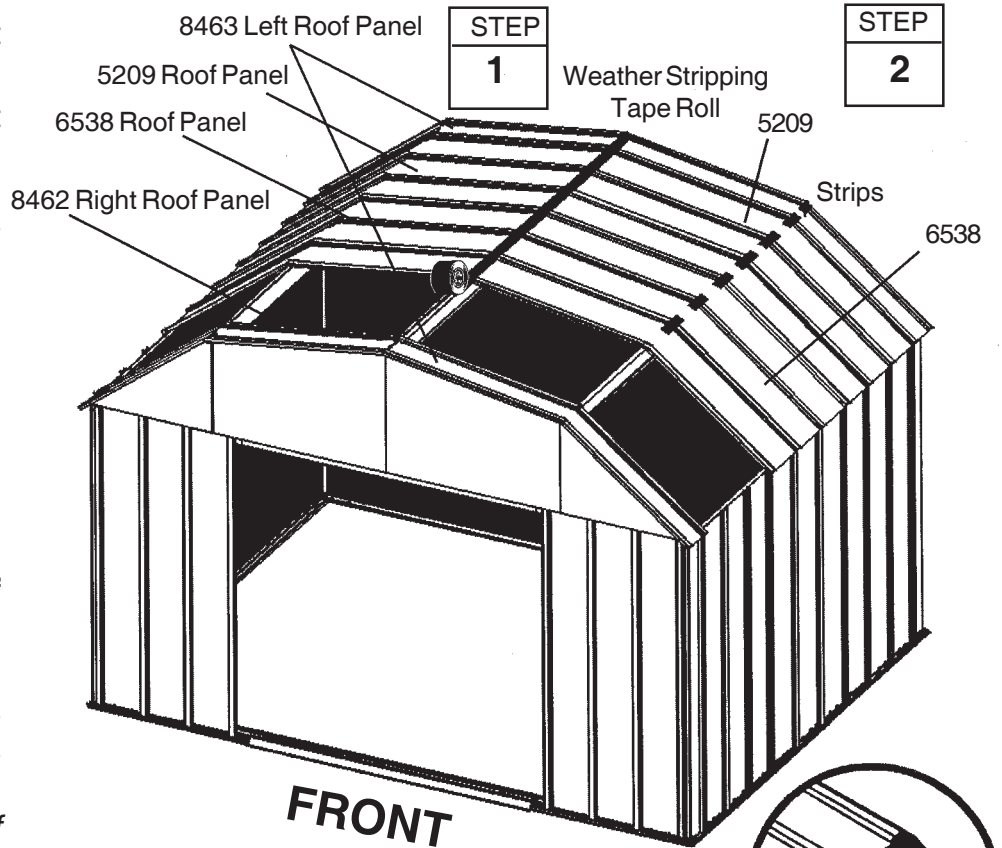 8463 Left Roof Panel
STEP
1
STEP
2
5209 Roof Panel
Weather Stripping
Tape Roll
6538 Roof Panel
5209
8462 Right Roof Panel
Strips
6538
FRONT